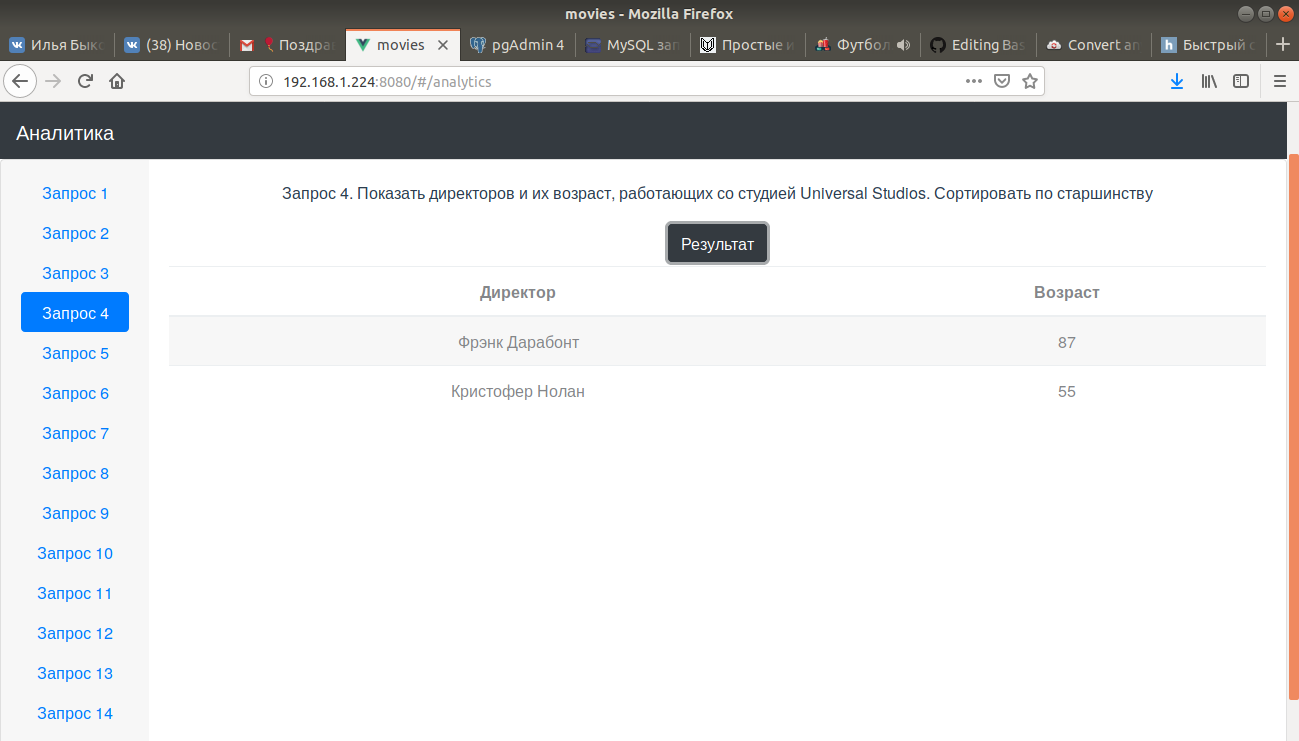 movies - Mozilla Firefox
Илья Бык
(38) Новос
Поздра
movies
pgAdmin 4
MySQL зап
Простые и
Футбол
Editing Bas
Convert an
Быстрый с
192.168.1.224:8080/#/analytics
Аналитика
Запрос 1
Запрос 2
Запрос 3
Запрос 4
Запрос 5
Запрос 6
Запрос 7
Запрос 8
Запрос 9
Запрос 10
Запрос 11
Запрос 12
Запрос 13
Запрос 14
Запрос 4. Показать директоров и их возраст, работающих со студией Universal Studios. Сортировать по старшинству
Результат
Директор Возраст
Фрэнк Дарабонт 87
Кристофер Нолан 55